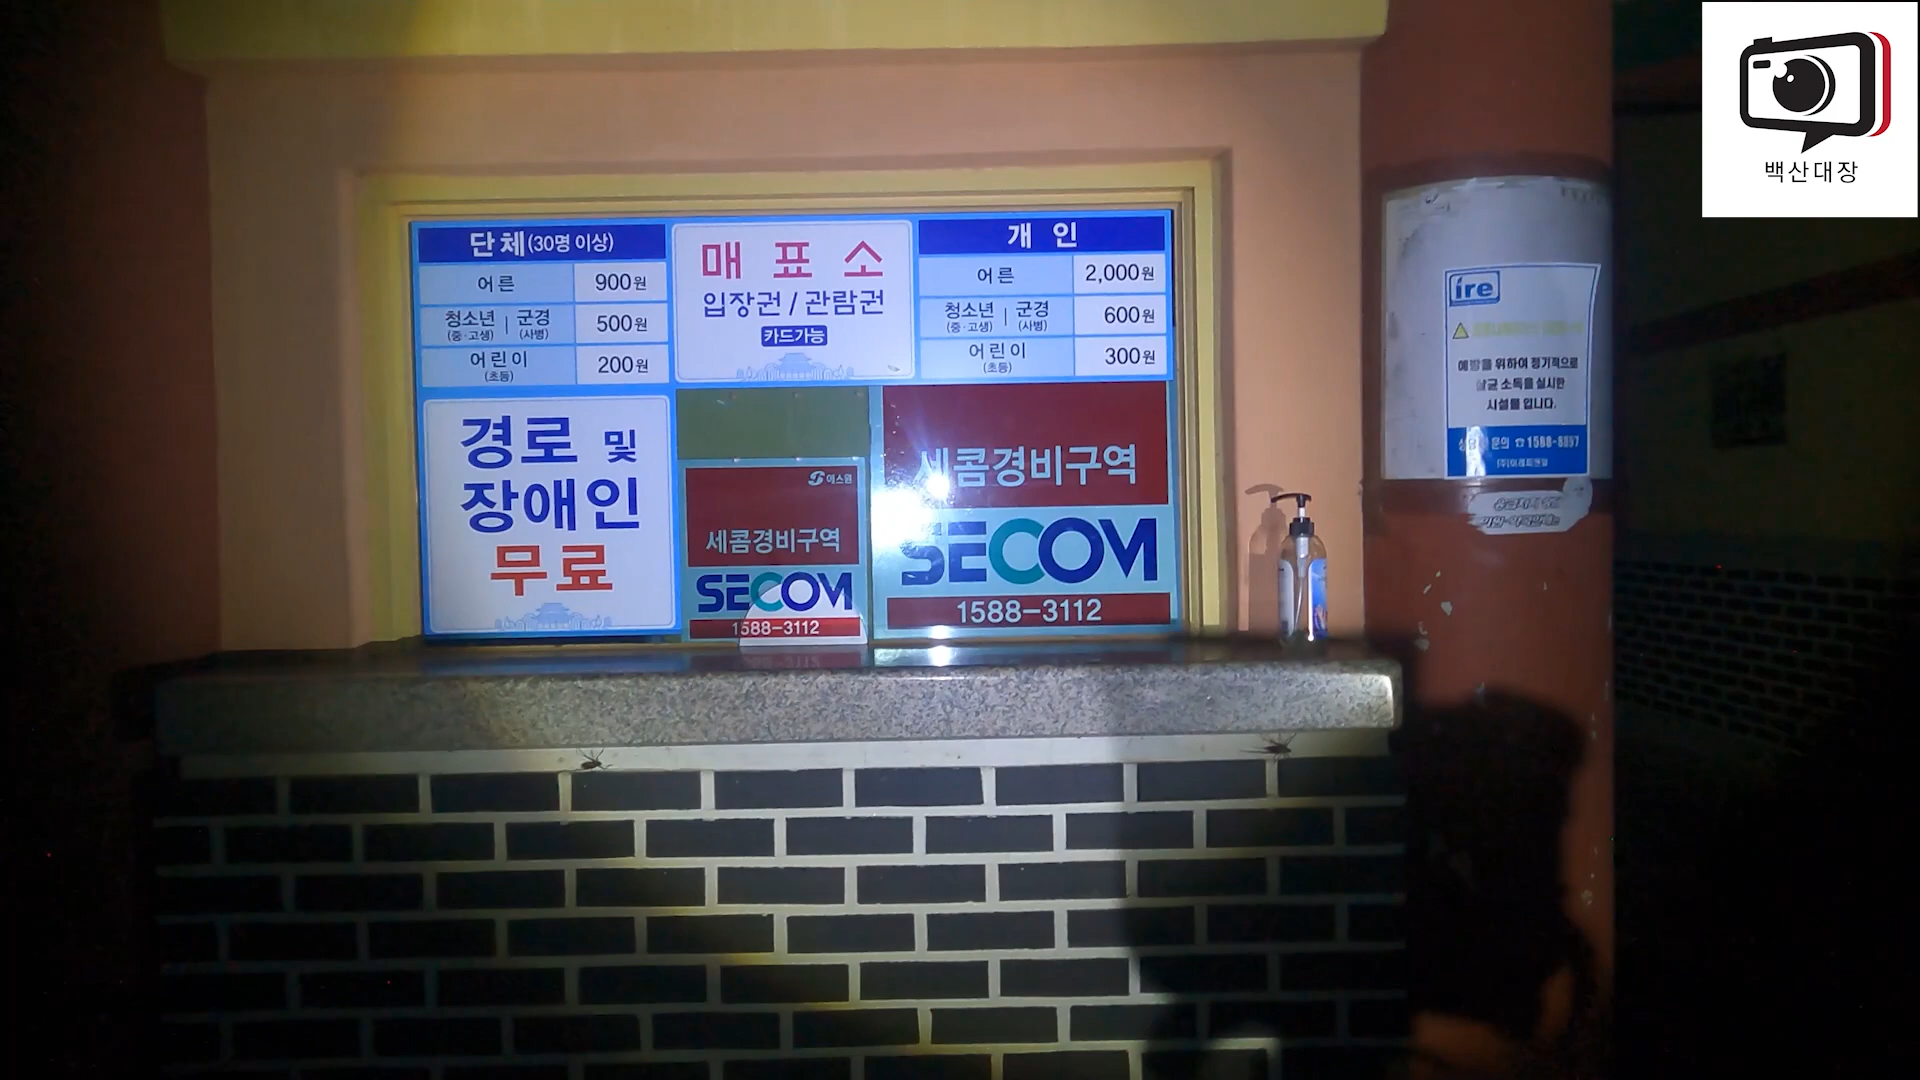 백산대장
단체(30명 이상)
어른 900원
청소년(중·고생) | 군경(사병) 500원
어린이(초등) 200원
매표소
입장권 / 관람권
카드가능
개인
어른 2,000원
청소년(중·고생) | 군경(사병) 600원
어린이(초등) 300원
경로 및
장애인
무료
에스원
세콤경비구역
SECOM
1588-3112
세콤경비구역
SECOM
1588-3112
ire
예방을 위하여 정기적으로
살균 소독을 실시한
시설물 입니다.
문의 ☎ 1588-8897